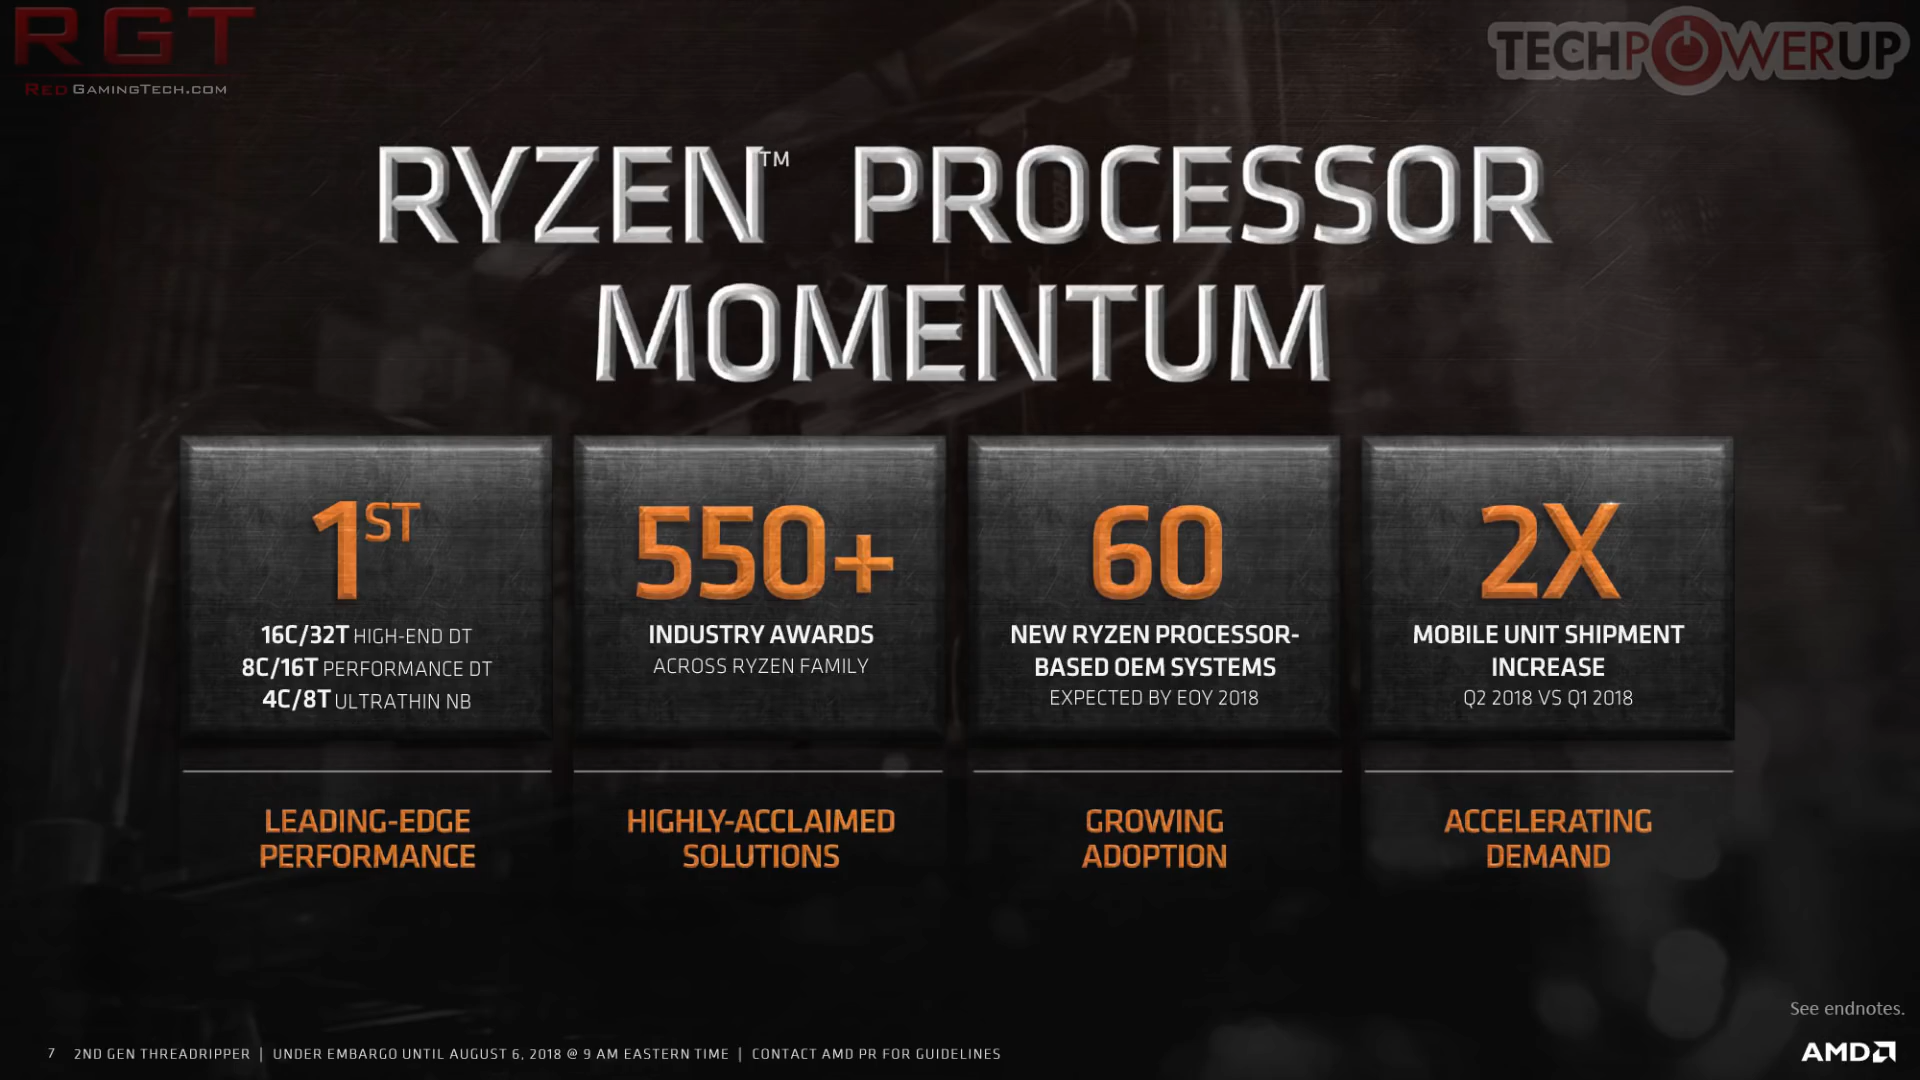 RGT
RED GAMINGTECH.COM
TECHPOWERUP
RYZEN™ PROCESSOR
MOMENTUM
1ST
16C/32T HIGH-END DT
8C/16T PERFORMANCE DT
4C/8T ULTRATHIN NB
LEADING-EDGE
PERFORMANCE
550+
INDUSTRY AWARDS
ACROSS RYZEN FAMILY
HIGHLY-ACCLAIMED
SOLUTIONS
60
NEW RYZEN PROCESSOR-
BASED OEM SYSTEMS
EXPECTED BY EOY 2018
GROWING
ADOPTION
2X
MOBILE UNIT SHIPMENT
INCREASE
Q2 2018 VS Q1 2018
ACCELERATING
DEMAND
See endnotes.
7 2ND GEN THREADRIPPER | UNDER EMBARGO UNTIL AUGUST 6, 2018 @ 9 AM EASTERN TIME | CONTACT AMD PR FOR GUIDELINES
AMD